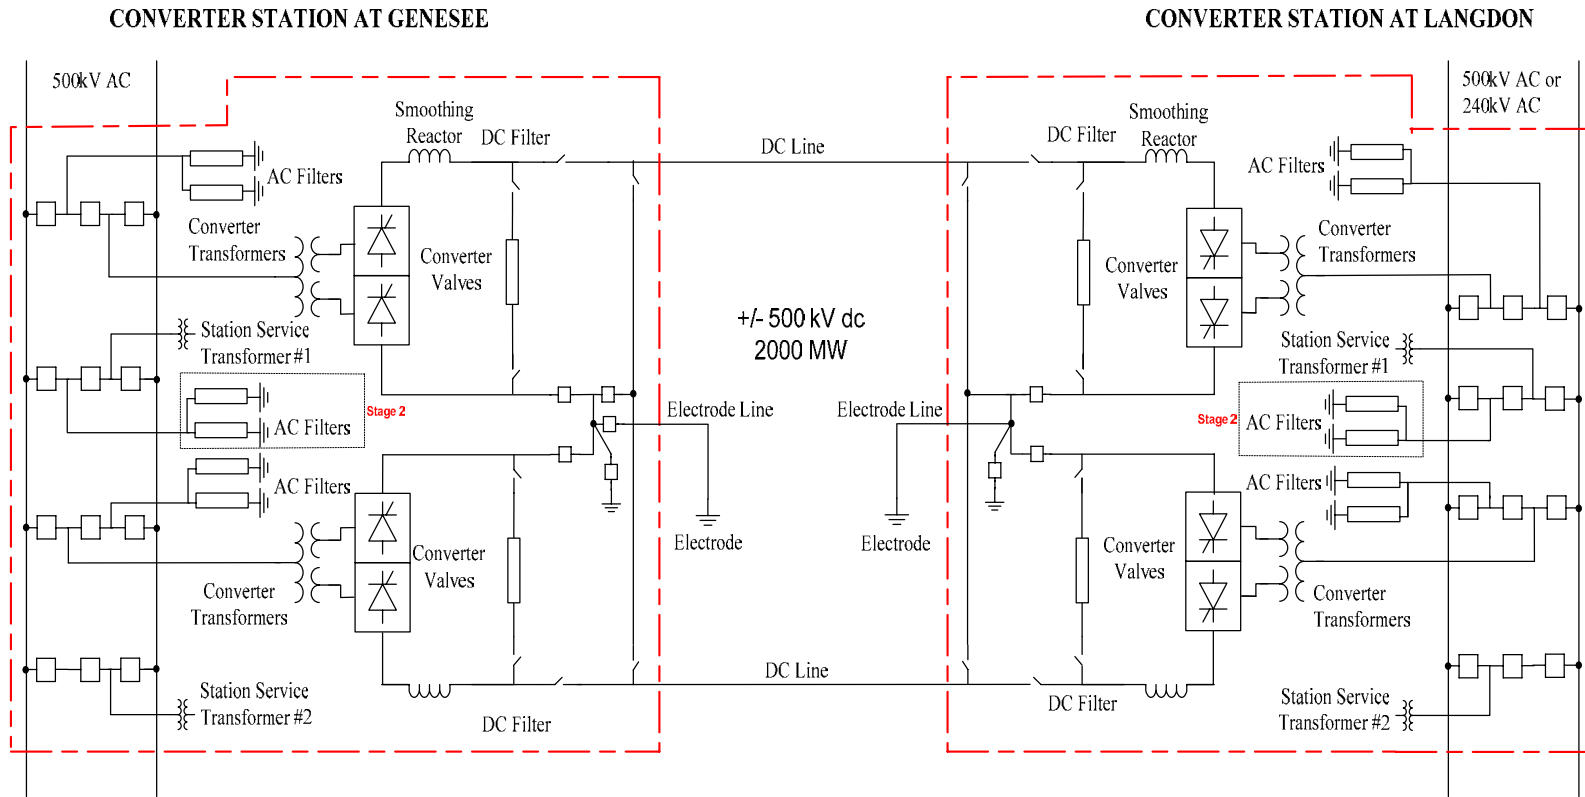 CONVERTER STATION AT GENESEE
CONVERTER STATION AT LANGDON
500kV AC
Smoothing
Reactor
DC Filter
AC Filters
Converter
Transformers
Converter
Valves
Station Service
Transformer #1
AC Filters
Stage 2
AC Filters
Converter
Valves
Converter
Transformers
Station Service
Transformer #2
DC Filter
DC Line
+/- 500 kV dc
2000 MW
Electrode Line
Electrode
Electrode Line
Electrode
DC Line
500kV AC or
240kV AC
Smoothing
Reactor
DC Filter
AC Filters
Converter
Transformers
Converter
Valves
Station Service
Transformer #1
Stage 2
AC Filters
AC Filters
Converter
Valves
Converter
Transformers
DC Filter
Station Service
Transformer #2